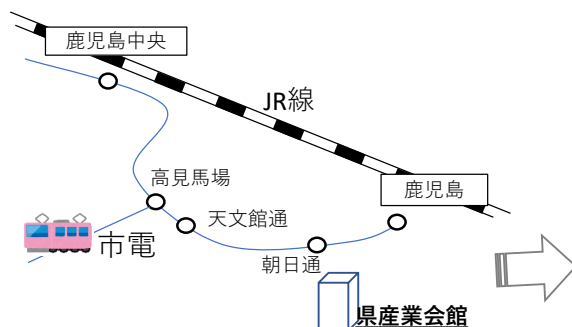 鹿児島中央
JR線
高見馬場
鹿児島
天文館通
市電
朝日通
県産業会館